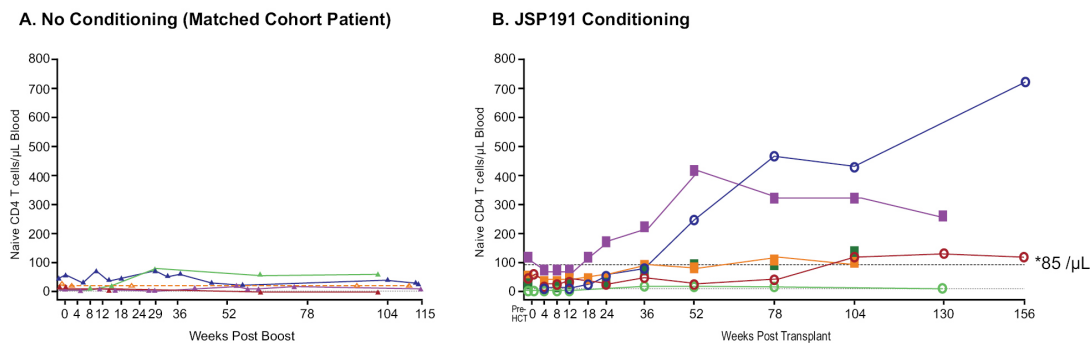 A. No Conditioning (Matched Cohort Patient)
B. JSP191 Conditioning
Naive CD4 T cells/µL Blood
800
700
600
500
400
300
200
100
0
0 4 8 12 18 24 29 36 52 78 104 115
Weeks Post Boost
Naive CD4 T cells/µL Blood
800
700
600
500
400
300
200
100
0
*85 /µL
Pre-
HCT
0 4 8 12 18 24 36 52 78 104 130 156
Weeks Post Transplant